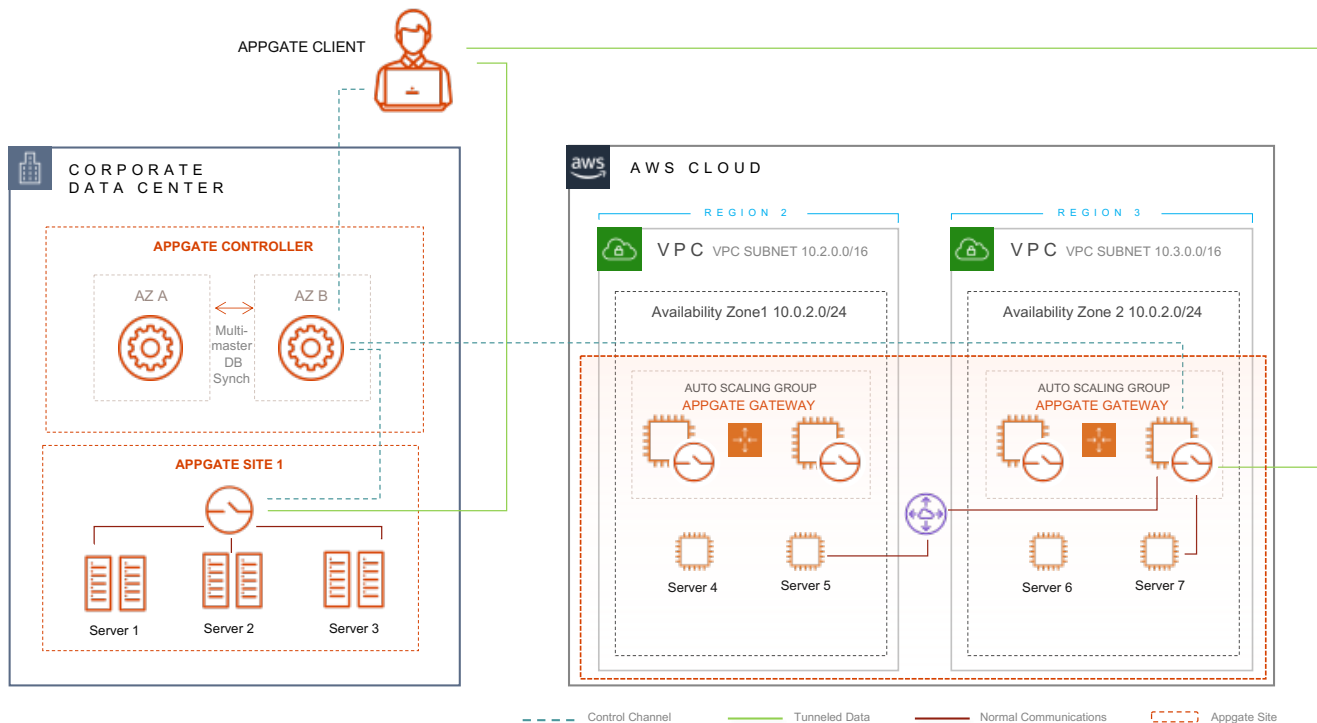 APPGATE CLIENT
CORPORATE
DATA CENTER
APPGATE CONTROLLER
AZ A
AZ B
Multi-
master
DB
Synch
APPGATE SITE 1
Server 1
Server 2
Server 3
aws
AWS CLOUD
REGION 2
VPC VPC SUBNET 10.2.0.0/16
Availability Zone1 10.0.2.0/24
AUTO SCALING GROUP
APPGATE GATEWAY
Server 4
Server 5
REGION 3
VPC VPC SUBNET 10.3.0.0/16
Availability Zone 2 10.0.2.0/24
AUTO SCALING GROUP
APPGATE GATEWAY
Server 6
Server 7
Control Channel
Tunneled Data
Normal Communications
Appgate Site